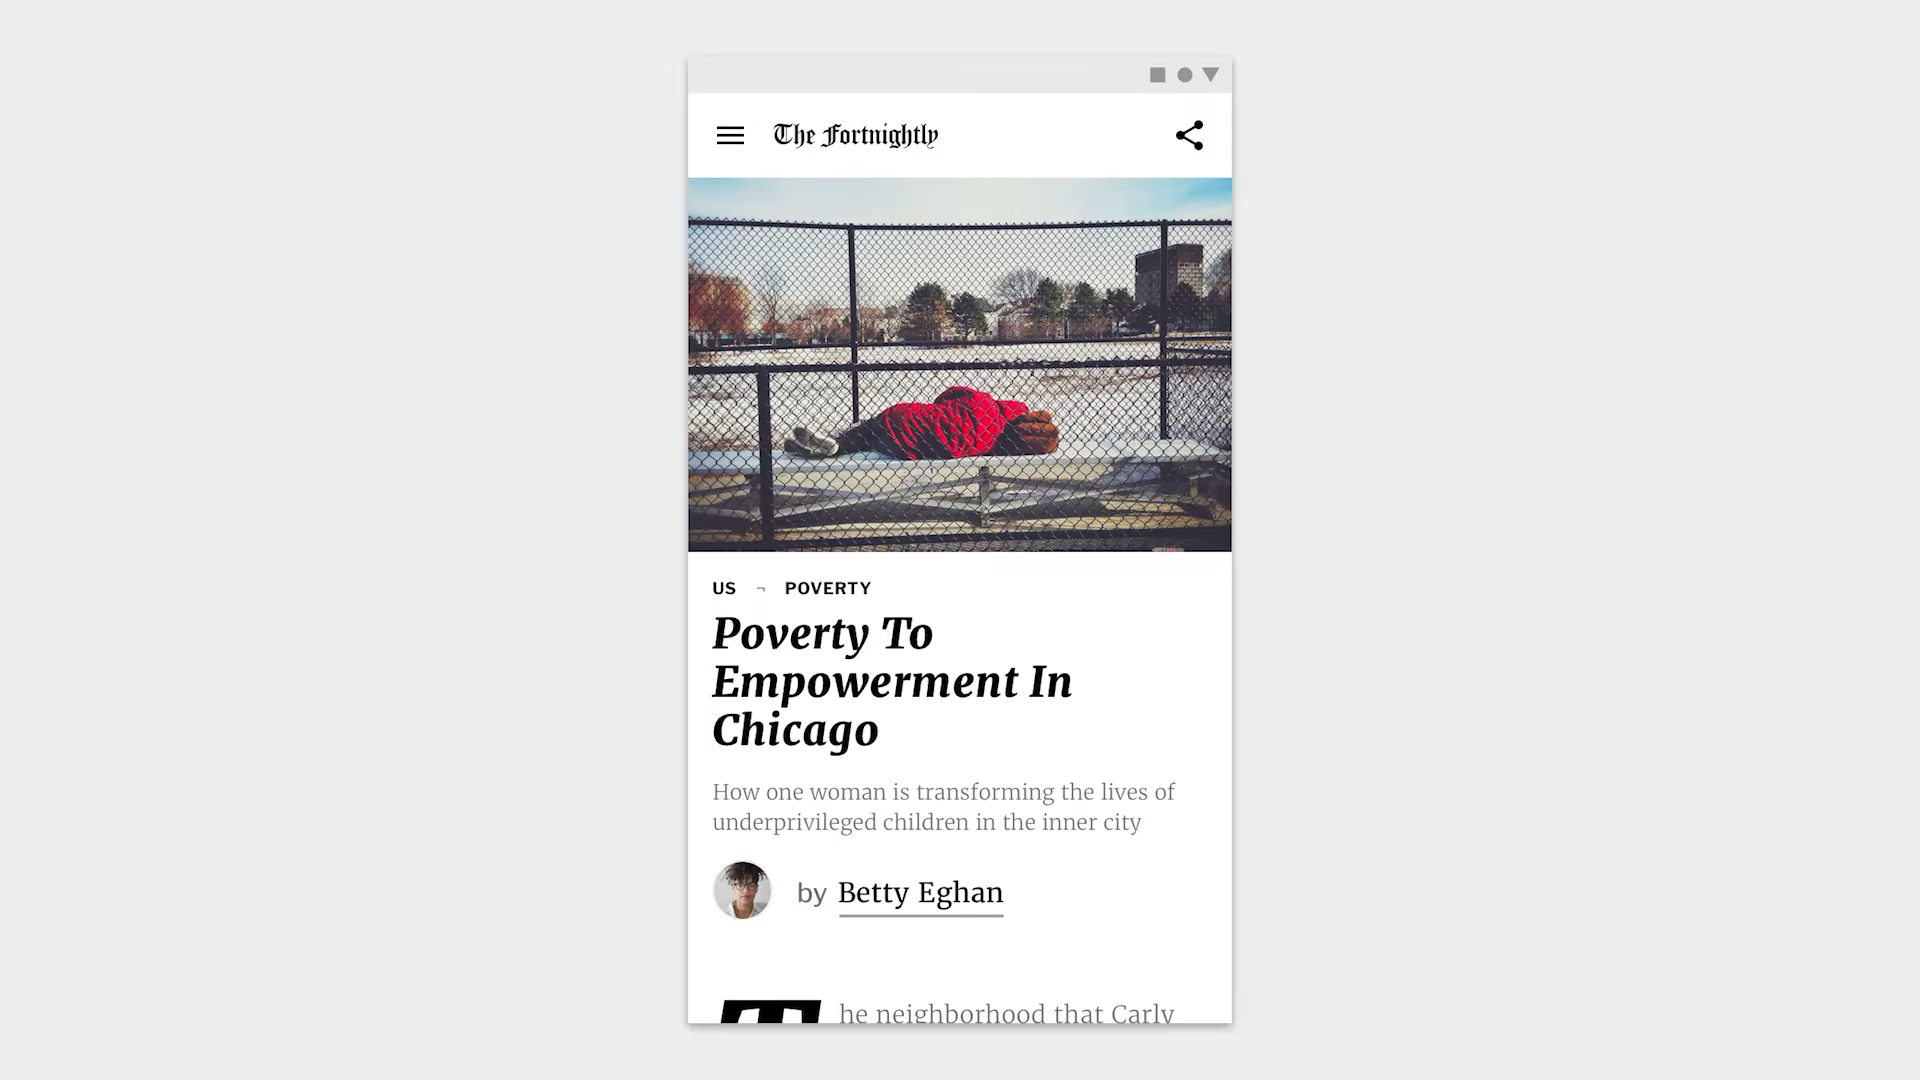 The Fortnightly
US ¬ POVERTY
Poverty To
Empowerment In
Chicago
How one woman is transforming the lives of
underprivileged children in the inner city
by Betty Eghan
The neighborhood that Carly